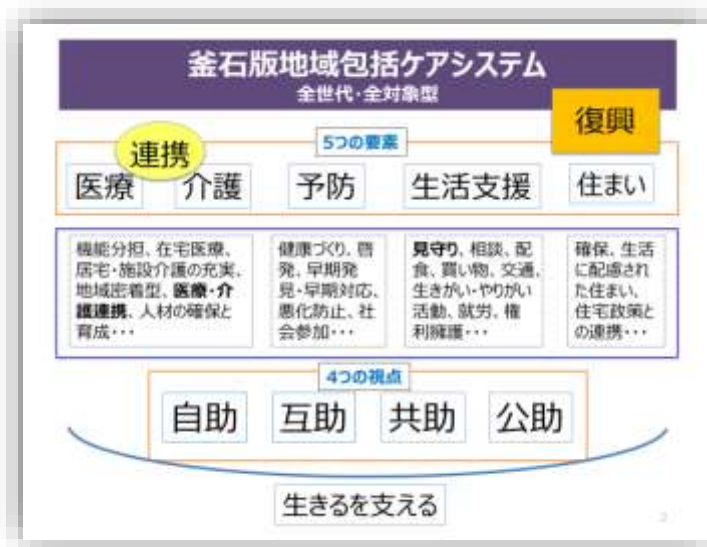 釜石版地域包括ケアシステム
全世代・全対象型
復興
5つの要素
連携
医療
介護
予防
生活支援
住まい
機能分担、在宅医療、
居宅・施設介護の充実、
地域密着型、医療・介
護連携、人材の確保と
育成・・・
健康づくり、啓
発、早期発
見・早期対応、
悪化防止、社
会参加・・・
見守り、相談、配
食、買い物、交通、
生きがい・やりがい
活動、就労、権
利擁護・・・
確保、生活
に配慮され
た住まい、
住宅政策と
の連携・・・
4つの視点
自助
互助
共助
公助
生きるを支える
2